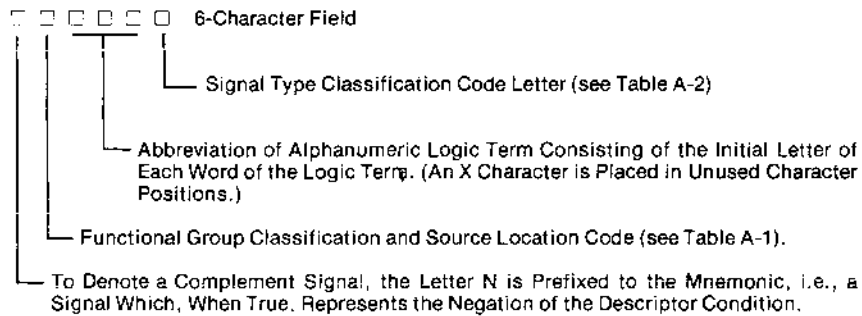 6-Character Field
Signal Type Classification Code Letter (see Table A-2)
Abbreviation of Alphanumeric Logic Term Consisting of the Initial Letter of
Each Word of the Logic Term. (An X Character is Placed in Unused Character
Positions.)
Functional Group Classification and Source Location Code (see Table A-1).
To Denote a Complement Signal, the Letter N is Prefixed to the Mnemonic, i.e., a
Signal Which, When True, Represents the Negation of the Descriptor Condition.